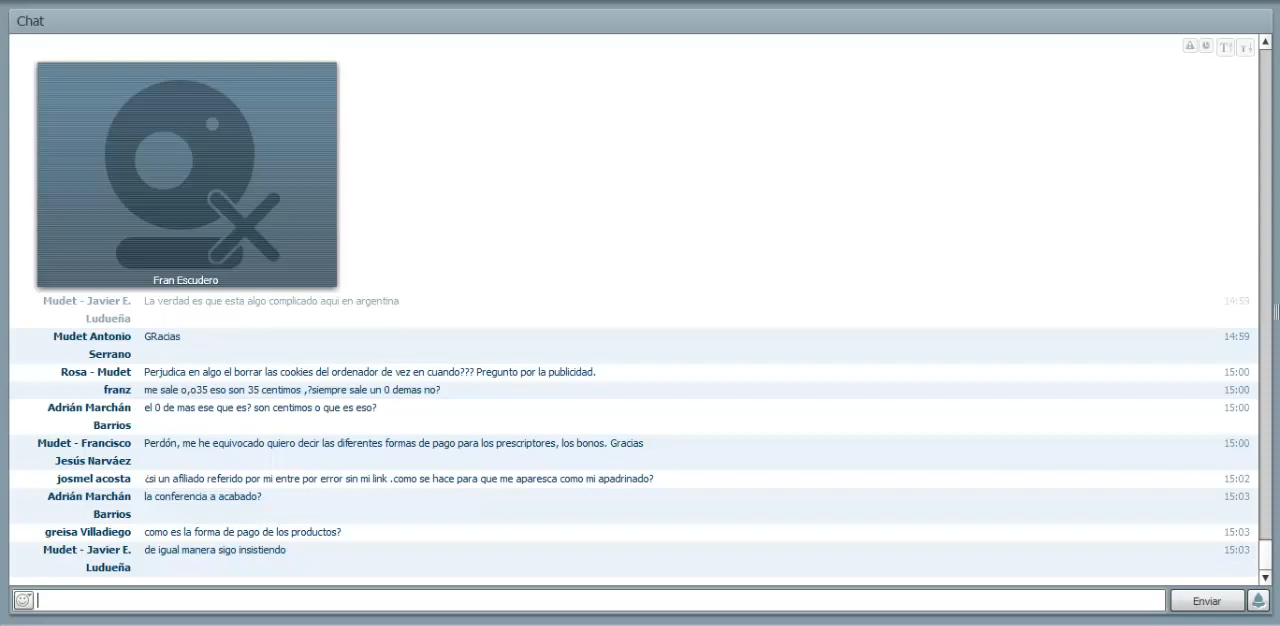 Chat
Fran Escudero
Mudet - Javier E. La verdad es que esta algo complicado aqui en argentina 14:59
Ludueña
Mudet Antonio GRacias 14:59
Serrano
Rosa - Mudet Perjudica en algo el borrar las cookies del ordenador de vez en cuando??? Pregunto por la publicidad. 15:00
franz me sale o,o35 eso son 35 centimos ,?siempre sale un 0 demas no? 15:00
Adrián Marchán el 0 de mas ese que es? son centimos o que es eso? 15:00
Barrios
Mudet - Francisco Perdón, me he equivocado quiero decir las diferentes formas de pago para los prescriptores, los bonos. Gracias 15:00
Jesús Narváez
josmel acosta ¿si un afiliado referido por mi entre por error sin mi link .como se hace para que me aparesca como mi apadrinado? 15:02
Adrián Marchán la conferencia a acabado? 15:03
Barrios
greisa Villadiego como es la forma de pago de los productos? 15:03
Mudet - Javier E. de igual manera sigo insistiendo 15:03
Ludueña
Enviar